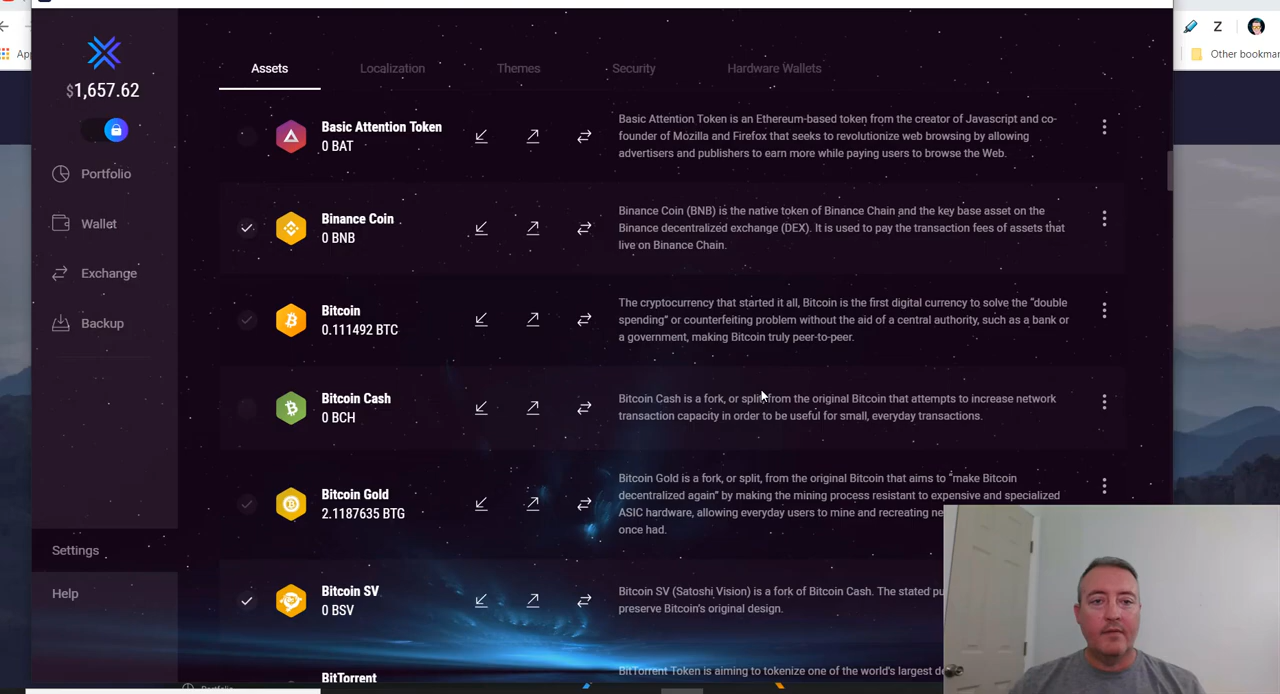 App
Z
Other bookmar
$1,657.62
Portfolio
Wallet
Exchange
Backup
Settings
Help
Assets Localization Themes Security Hardware Wallets
Basic Attention Token
0 BAT
Basic Attention Token is an Ethereum-based token from the creator of Javascript and co-
founder of Mozilla and Firefox that seeks to revolutionize web browsing by allowing
advertisers and publishers to earn more while paying users to browse the Web.
Binance Coin
0 BNB
Binance Coin (BNB) is the native token of Binance Chain and the key base asset on the
Binance decentralized exchange (DEX). It is used to pay the transaction fees of assets that
live on Binance Chain.
Bitcoin
0.111492 BTC
The cryptocurrency that started it all, Bitcoin is the first digital currency to solve the “double
spending” or counterfeiting problem without the aid of a central authority, such as a bank or
a government, making Bitcoin truly peer-to-peer.
Bitcoin Cash
0 BCH
Bitcoin Cash is a fork, or split, from the original Bitcoin that attempts to increase network
transaction capacity in order to be useful for small, everyday transactions.
Bitcoin Gold
2.1187635 BTG
Bitcoin Gold is a fork, or split, from the original Bitcoin that aims to “make Bitcoin
decentralized again” by making the mining process resistant to expensive and specialized
ASIC hardware, allowing everyday users to mine and recreating ne
once had.
Bitcoin SV
0 BSV
Bitcoin SV (Satoshi Vision) is a fork of Bitcoin Cash. The stated pu
preserve Bitcoin's original design.
BitTorrent
BitTorrent Token is aiming to tokenize one of the world's largest de
Portfolio